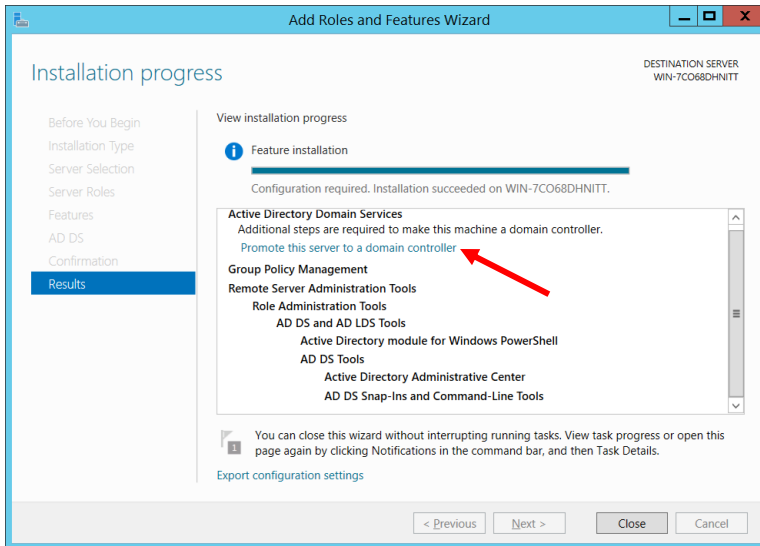 Add Roles and Features Wizard
Installation progress
DESTINATION SERVER
WIN-7CO68DHNITT
Before You Begin
Installation Type
Server Selection
Server Roles
Features
AD DS
Confirmation
Results
View installation progress
Feature installation
Configuration required. Installation succeeded on WIN-7CO68DHNITT.
Active Directory Domain Services
Additional steps are required to make this machine a domain controller.
Promote this server to a domain controller
Group Policy Management
Remote Server Administration Tools
Role Administration Tools
AD DS and AD LDS Tools
Active Directory module for Windows PowerShell
AD DS Tools
Active Directory Administrative Center
AD DS Snap-Ins and Command-Line Tools
1
You can close this wizard without interrupting running tasks. View task progress or open this
page again by clicking Notifications in the command bar, and then Task Details.
Export configuration settings
< Previous
Next >
Close
Cancel